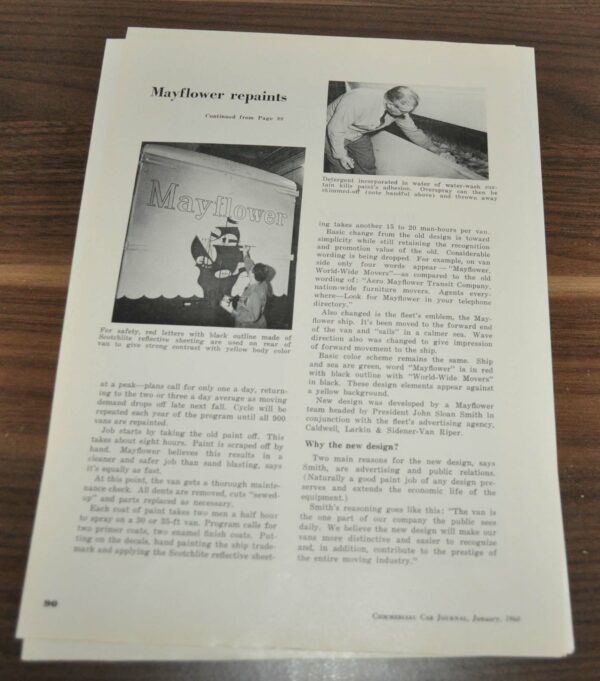 Mayflower repaints
Continued from Page 89
Mayflower
For safety, red letters with black outline made of
Scotchlite reflective sheeting are used on rear of
van to give strong contrast with yellow body color
at a peak—plans call for only one a day, return-
ing to the two or three a day average as moving
demand drops off late next fall. Cycle will be
repeated each year of the program until all 900
vans are repainted.
Job starts by taking the old paint off. This
takes about eight hours. Paint is scraped off by
hand. Mayflower believes this results in a
cleaner and safer job than sand blasting, says
it's equally as fast.
At this point, the van gets a thorough mainte-
nance check. All dents are removed, cuts "sewed-
up" and parts replaced as necessary.
Each coat of paint takes two men a half hour
to spray on a 30 or 35-ft van. Program calls for
two primer coats, two enamel finish coats. Put-
ting on the decals, hand painting the ship trade-
mark and applying the Scotchlite reflective sheet-
90
Detergent incorporated in water of water-wash cur-
tain kills paint's adhesion. Overspray can then be
skimmed-off (note handful above) and thrown away
ing takes another 15 to 20 man-hours per van.
Basic change from the old design is toward
simplicity while still retaining the recognition
and promotion value of the old. Considerable
wording is being dropped. For example, on van
side only four words appear—"Mayflower,
World-Wide Movers"—as compared to the old
wording of: "Aero Mayflower Transit Company,
nation-wide furniture movers. Agents every-
where—Look for Mayflower in your telephone
directory."
Also changed is the fleet's emblem, the May-
flower ship. It's been moved to the forward end
of the van and "sails" in a calmer sea. Wave
direction also was changed to give impression
of forward movement to the ship.
Basic color scheme remains the same. Ship
and sea are green, word "Mayflower" is in red
with black outline with "World-Wide Movers"
in black. These design elements appear against
a yellow background.
New design was developed by a Mayflower
team headed by President John Sloan Smith in
conjunction with the fleet's advertising agency,
Caldwell, Larkin & Sidener-Van Riper.
Why the new design?
Two main reasons for the new design, says
Smith, are advertising and public relations.
(Naturally a good paint job of any design pre-
serves and extends the economic life of the
equipment.)
Smith's reasoning goes like this: "The van is
the one part of our company the public sees
daily. We believe the new design will make our
vans more distinctive and easier to recognize
and, in addition, contribute to the prestige of
the entire moving industry."
COMMERCIAL CAR JOURNAL, January, 1960